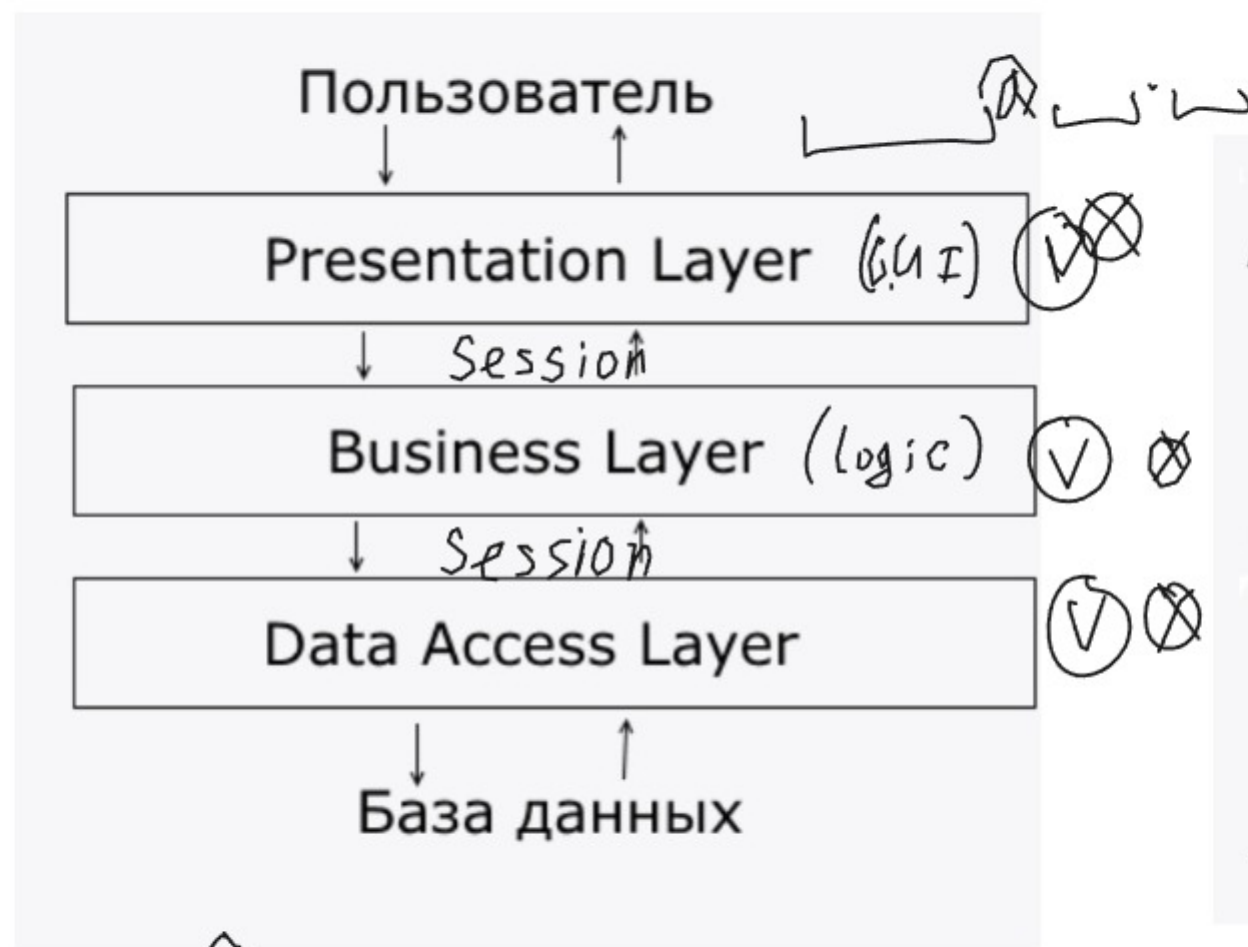 Пользователь
@
Presentation Layer (GUI) V
Session
Business Layer (logic) V
Session
Data Access Layer V
База данных